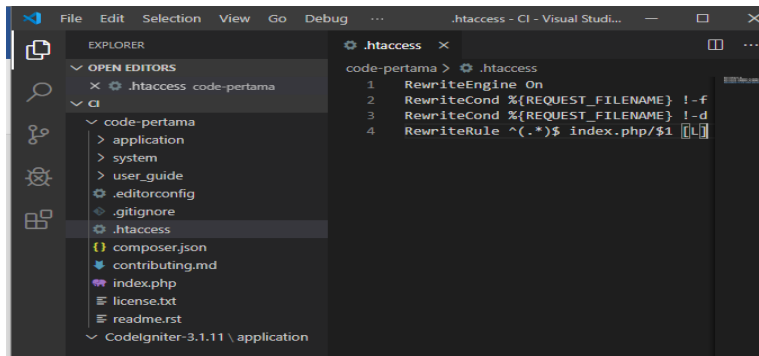 File Edit Selection View Go Debug ··· .htaccess - CI - Visual Studi...
EXPLORER
OPEN EDITORS
.htaccess code-pertama
CI
code-pertama
application
system
user_guide
.editorconfig
.gitignore
.htaccess
composer.json
contributing.md
index.php
license.txt
readme.rst
CodeIgniter-3.1.11 \ application
.htaccess
code-pertama > .htaccess
1 RewriteEngine On
2 RewriteCond %{REQUEST_FILENAME} !-f
3 RewriteCond %{REQUEST_FILENAME} !-d
4 RewriteRule ^(.*)$ index.php/$1 [L]